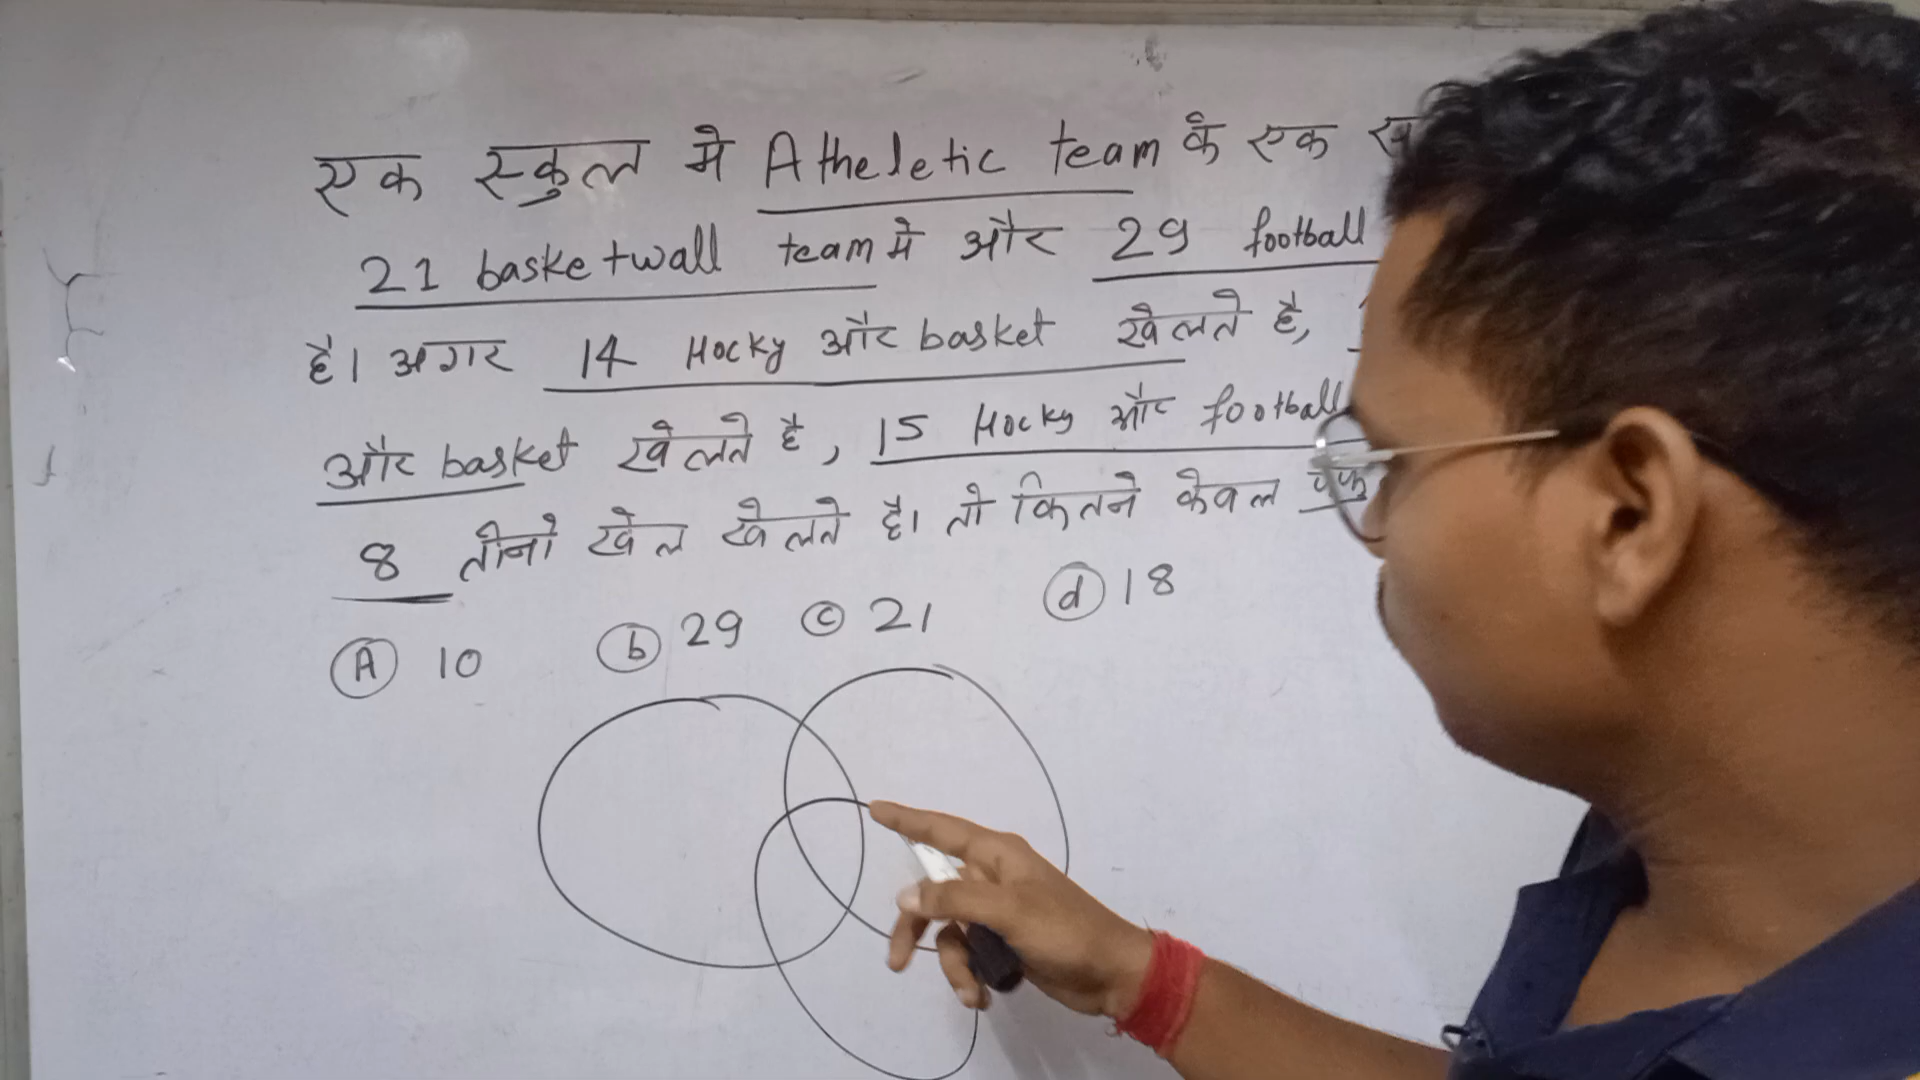 एक स्कुल मे Atheletic team के एक
21 basketwall team मे और 29 football
है। अगर 14 Hocky और basket खेलते है,
और basket खेलते है, 15 Hocky और football
8 तीनो खेल खेलते है। तो कितने केवल
(A) 10 (b) 29 (c) 21 (d) 18